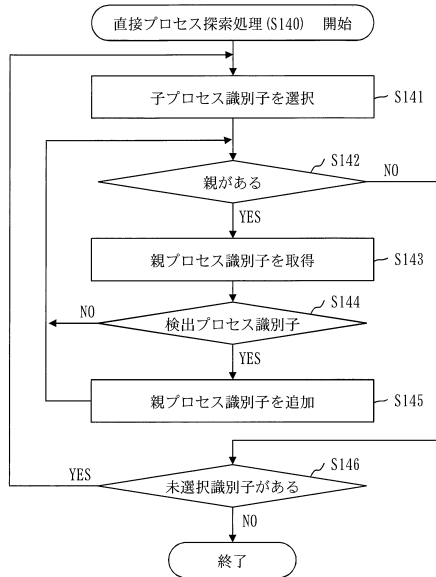 直接プロセス探索処理(S140) 開始
子プロセス識別子を選択
S141
親がある
S142
NO
YES
親プロセス識別子を取得
S143
検出プロセス識別子
S144
NO
YES
親プロセス識別子を追加
S145
未選択識別子がある
S146
YES
NO
終了